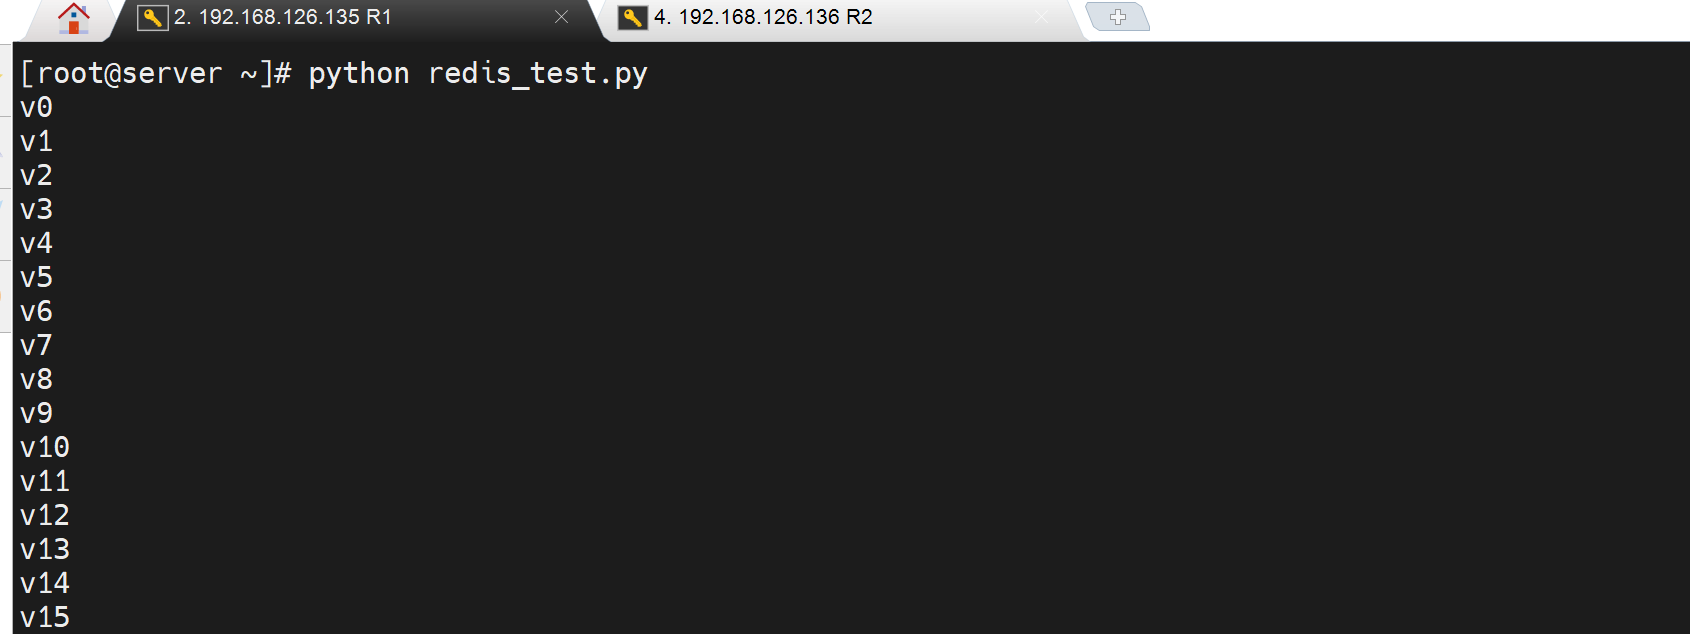 2. 192.168.126.135 R1
4. 192.168.126.136 R2
[root@server ~]# python redis_test.py
v0
v1
v2
v3
v4
v5
v6
v7
v8
v9
v10
v11
v12
v13
v14
v15